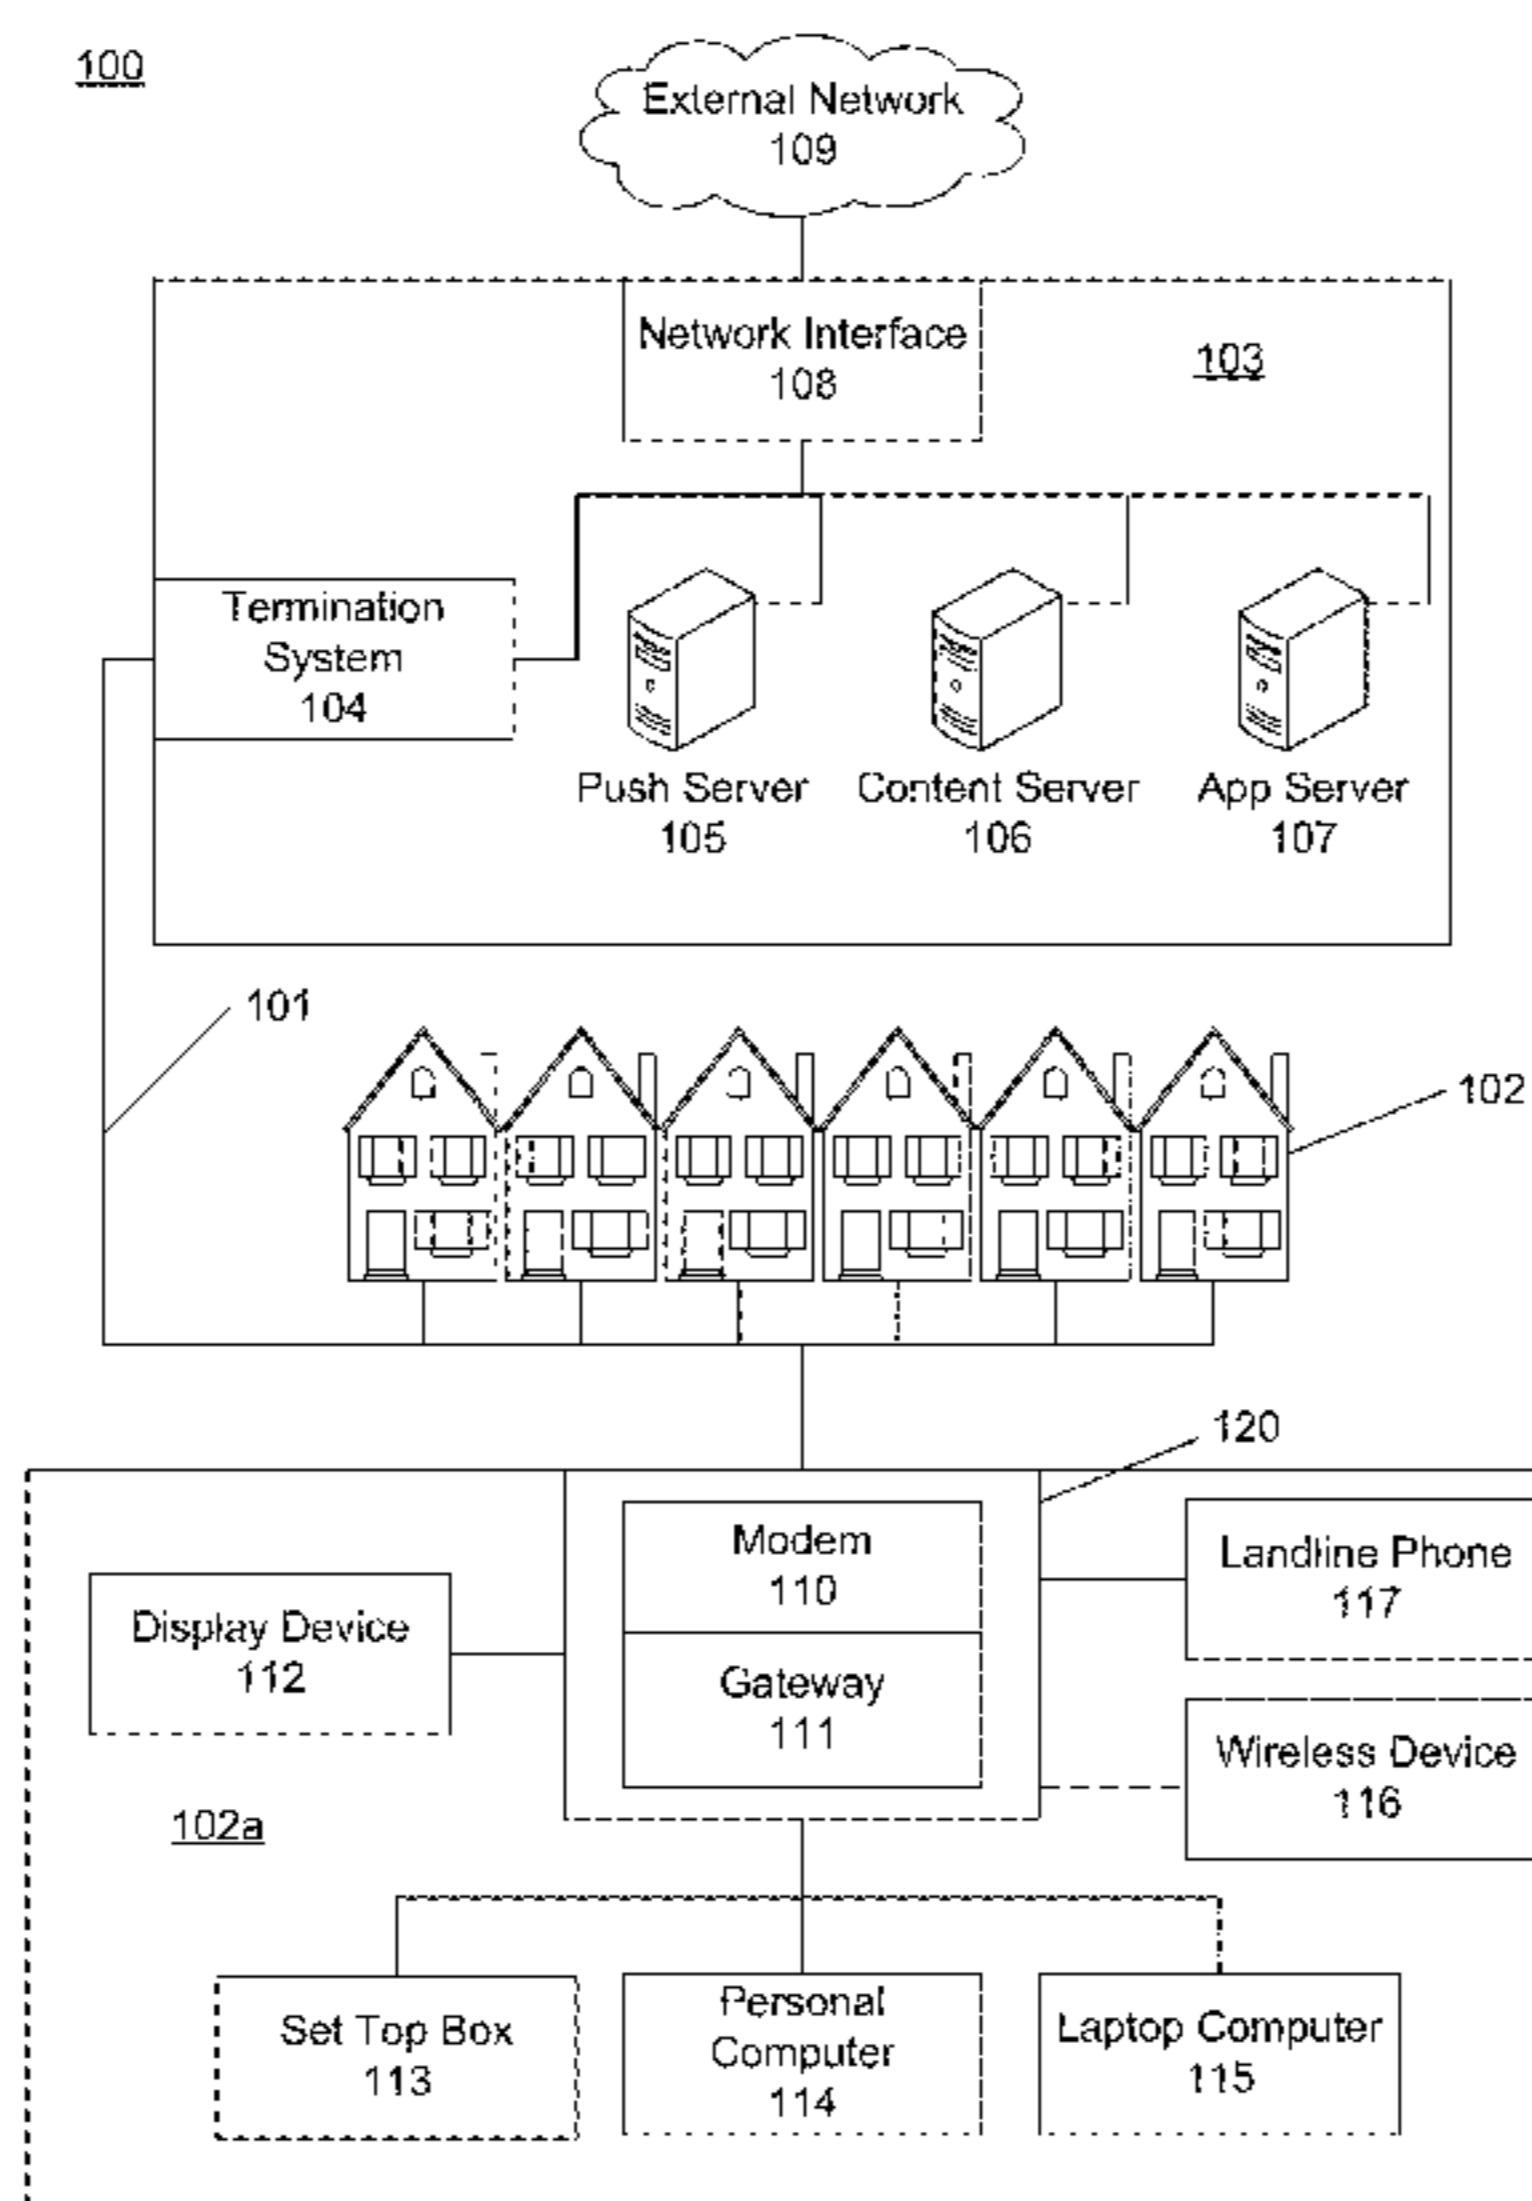 100
External Network
109
Network Interface
108
103
Termination
System
104
Push Server
105
Content Server
106
App Server
107
101
102
120
Modem
110
Landline Phone
117
Display Device
112
Gateway
111
Wireless Device
116
102a
Set Top Box
113
Personal
Computer
114
Laptop Computer
115